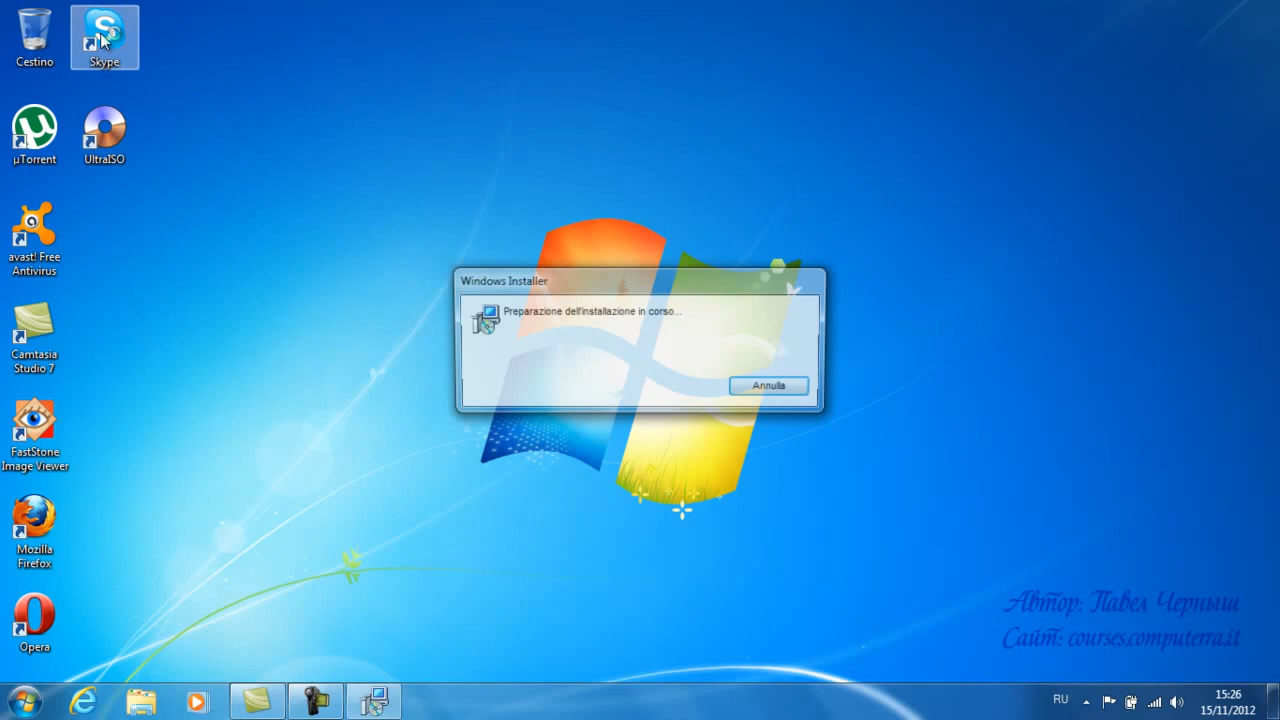 Cestino
Skype
µTorrent
UltraISO
avast! Free
Antivirus
Camtasia
Studio 7
FastStone
Image Viewer
Mozilla
Firefox
Opera
Windows Installer
Preparazione dell'installazione in corso...
Annulla
Автор: Павел Черныш
Сайт: courses.computerra.it
RU
15:26
15/11/2012